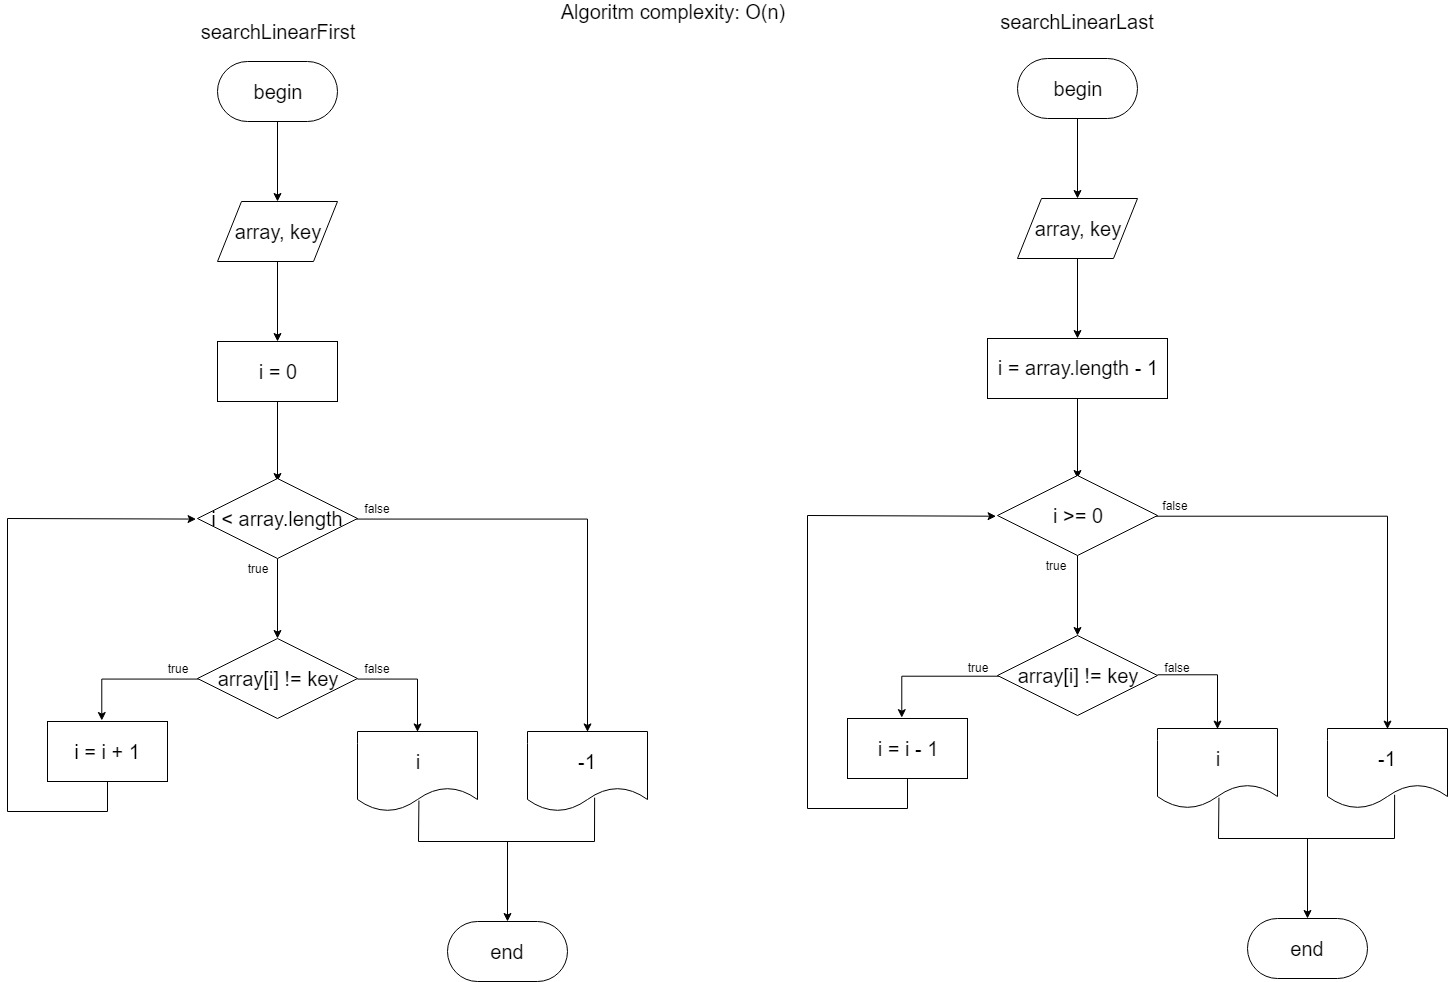 Algoritm complexity: O(n)
searchLinearFirst
begin
array, key
i = 0
i < array.length
false
true
array[i] != key
true
false
i = i + 1
i
-1
end
searchLinearLast
begin
array, key
i = array.length - 1
i >= 0
false
true
array[i] != key
true
false
i = i - 1
i
-1
end